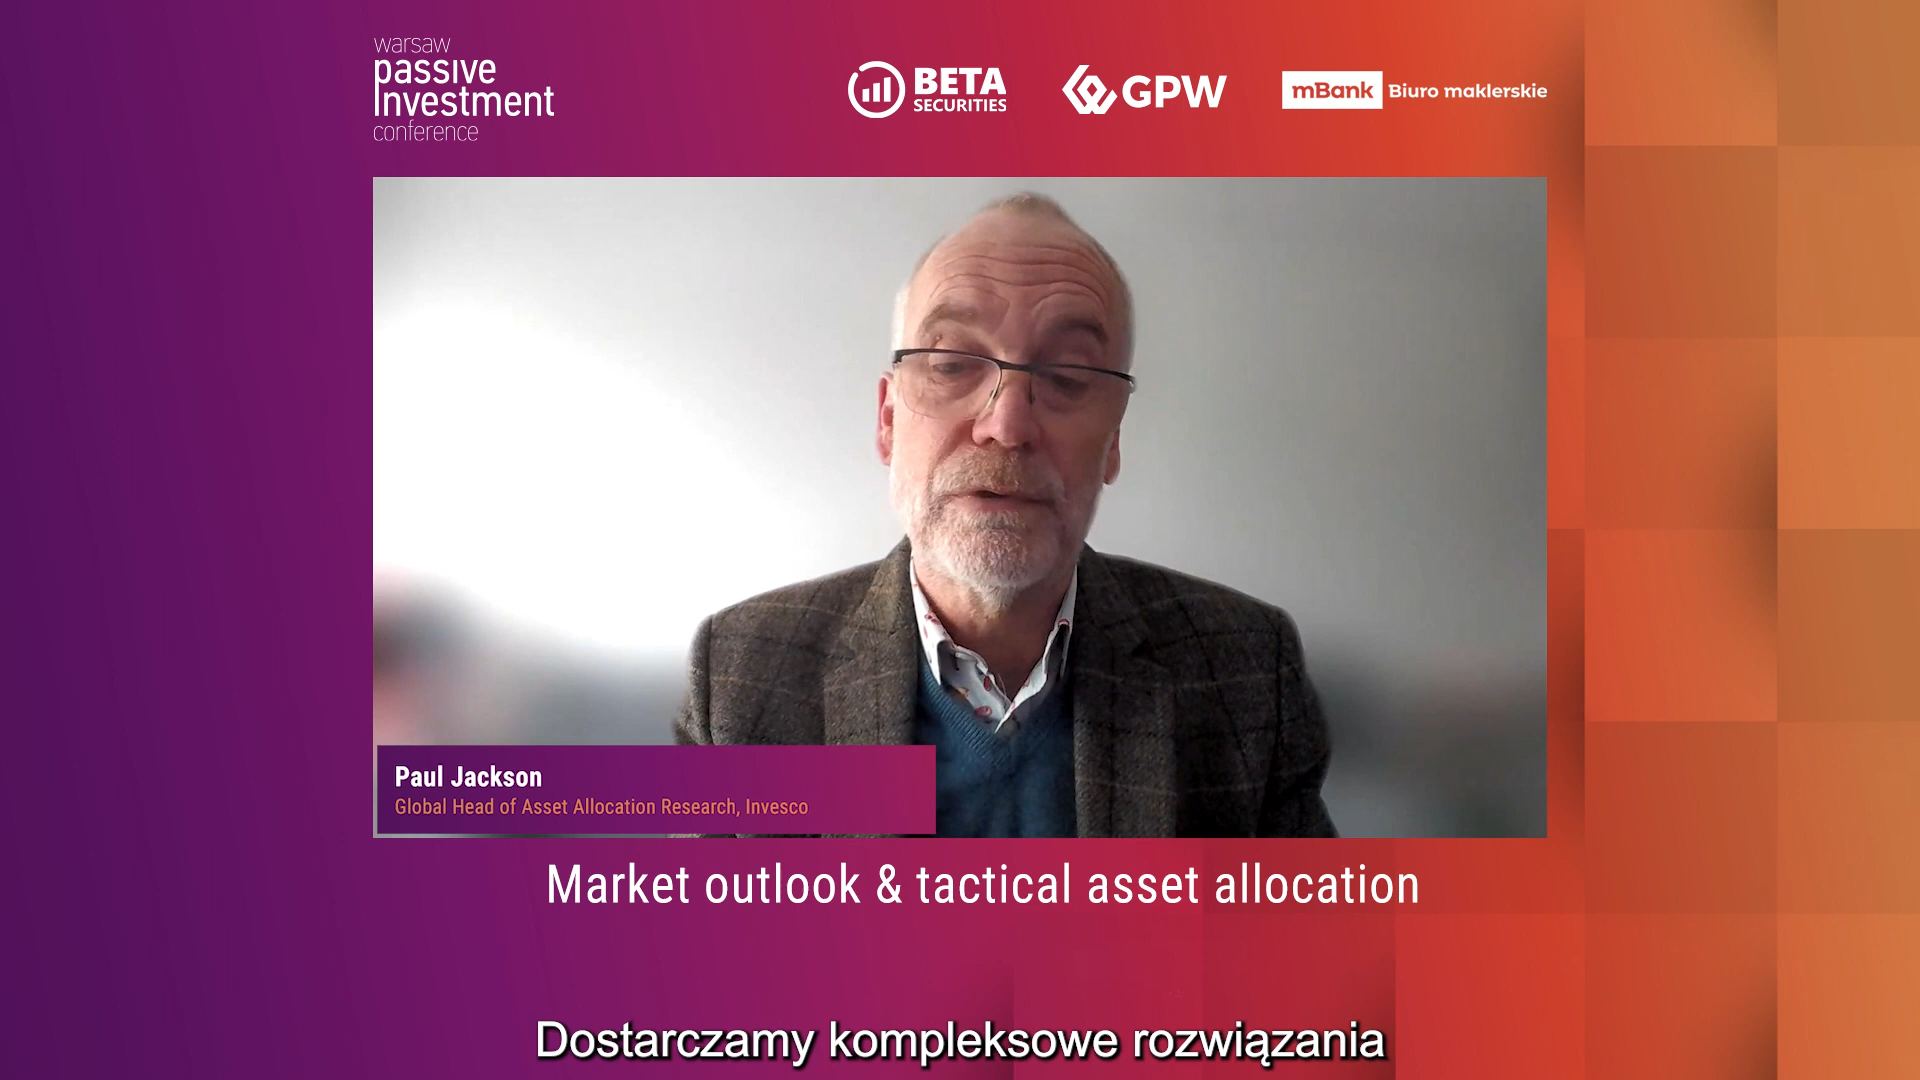 warsaw
passive
Investment
conference
BETA
SECURITIES
GPW
mBank Biuro maklerskie
Paul Jackson
Global Head of Asset Allocation Research, Invesco
Market outlook & tactical asset allocation
Dostarczamy kompleksowe rozwiązania